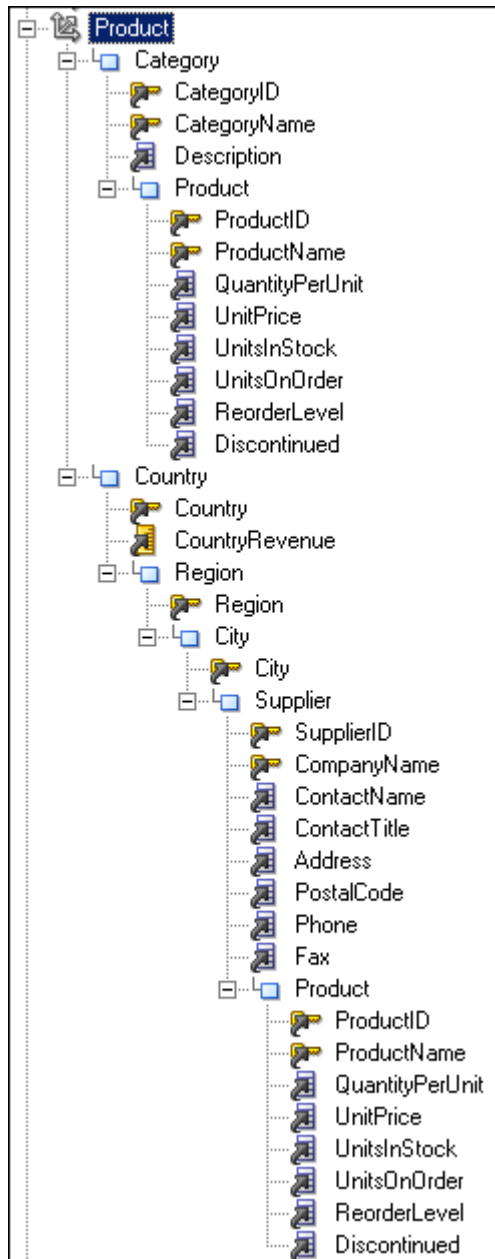 Product
Category
CategoryID
CategoryName
Description
Product
ProductID
ProductName
QuantityPerUnit
UnitPrice
UnitsInStock
UnitsOnOrder
ReorderLevel
Discontinued
Country
Country
CountryRevenue
Region
Region
City
City
Supplier
SupplierID
CompanyName
ContactName
ContactTitle
Address
PostalCode
Phone
Fax
Product
ProductID
ProductName
QuantityPerUnit
UnitPrice
UnitsInStock
UnitsOnOrder
ReorderLevel
Discontinued